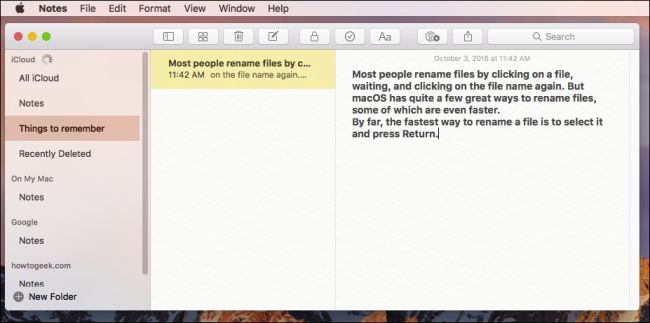 Notes File Edit Format View Window Help
Aa
Search
iCloud
All iCloud
Notes
Things to remember
Recently Deleted
On My Mac
Notes
Google
Notes
howtogeek.com
Notes
New Folder
Most people rename files by c...
11:42 AM on the file name again....
October 3, 2016 at 11:42 AM
Most people rename files by clicking on a file,
waiting, and clicking on the file name again. But
macOS has quite a few great ways to rename files,
some of which are even faster.
By far, the fastest way to rename a file is to select it
and press Return.